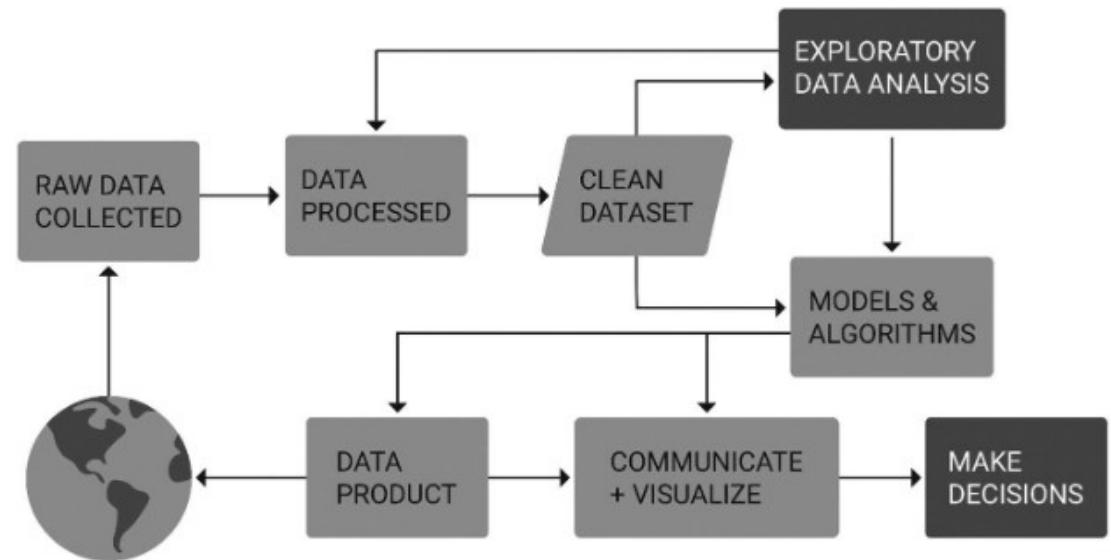 EXPLORATORY
DATA ANALYSIS
RAW DATA
COLLECTED
DATA
PROCESSED
CLEAN
DATASET
MODELS &
ALGORITHMS
DATA
PRODUCT
COMMUNICATE
+ VISUALIZE
MAKE
DECISIONS